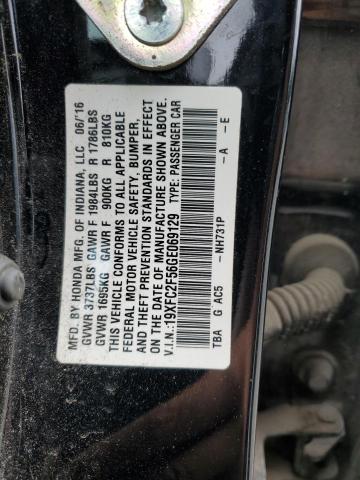 MFD. BY HONDA MFG. OF INDIANA, LLC 06/'16
GVWR 3737LBS GAWR F 1984LBS R 1786LBS
GVWR 1695KG GAWR F 900KG R 810KG
THIS VEHICLE CONFORMS TO ALL APPLICABLE
FEDERAL MOTOR VEHICLE SAFETY, BUMPER,
AND THEFT PREVENTION STANDARDS IN EFFECT
ON THE DATE OF MANUFACTURE SHOWN ABOVE.
V.I.N.:19XFC2F56GE069129 TYPE: PASSENGER CAR
TBA G AC5 -NH731P -A -E